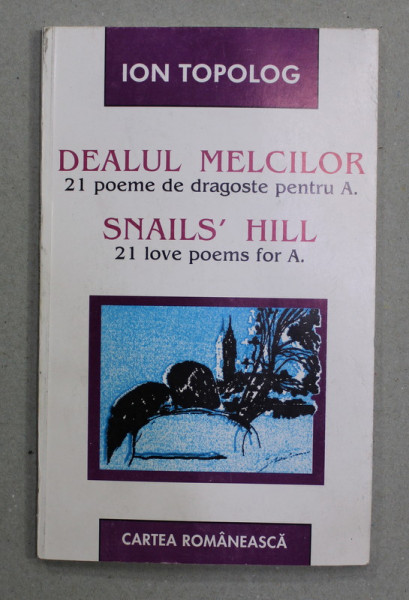 ION TOPOLOG
DEALUL MELCILOR
21 poeme de dragoste pentru A.
SNAILS' HILL
21 love poems for A.
CARTEA ROMÂNEASCĂ